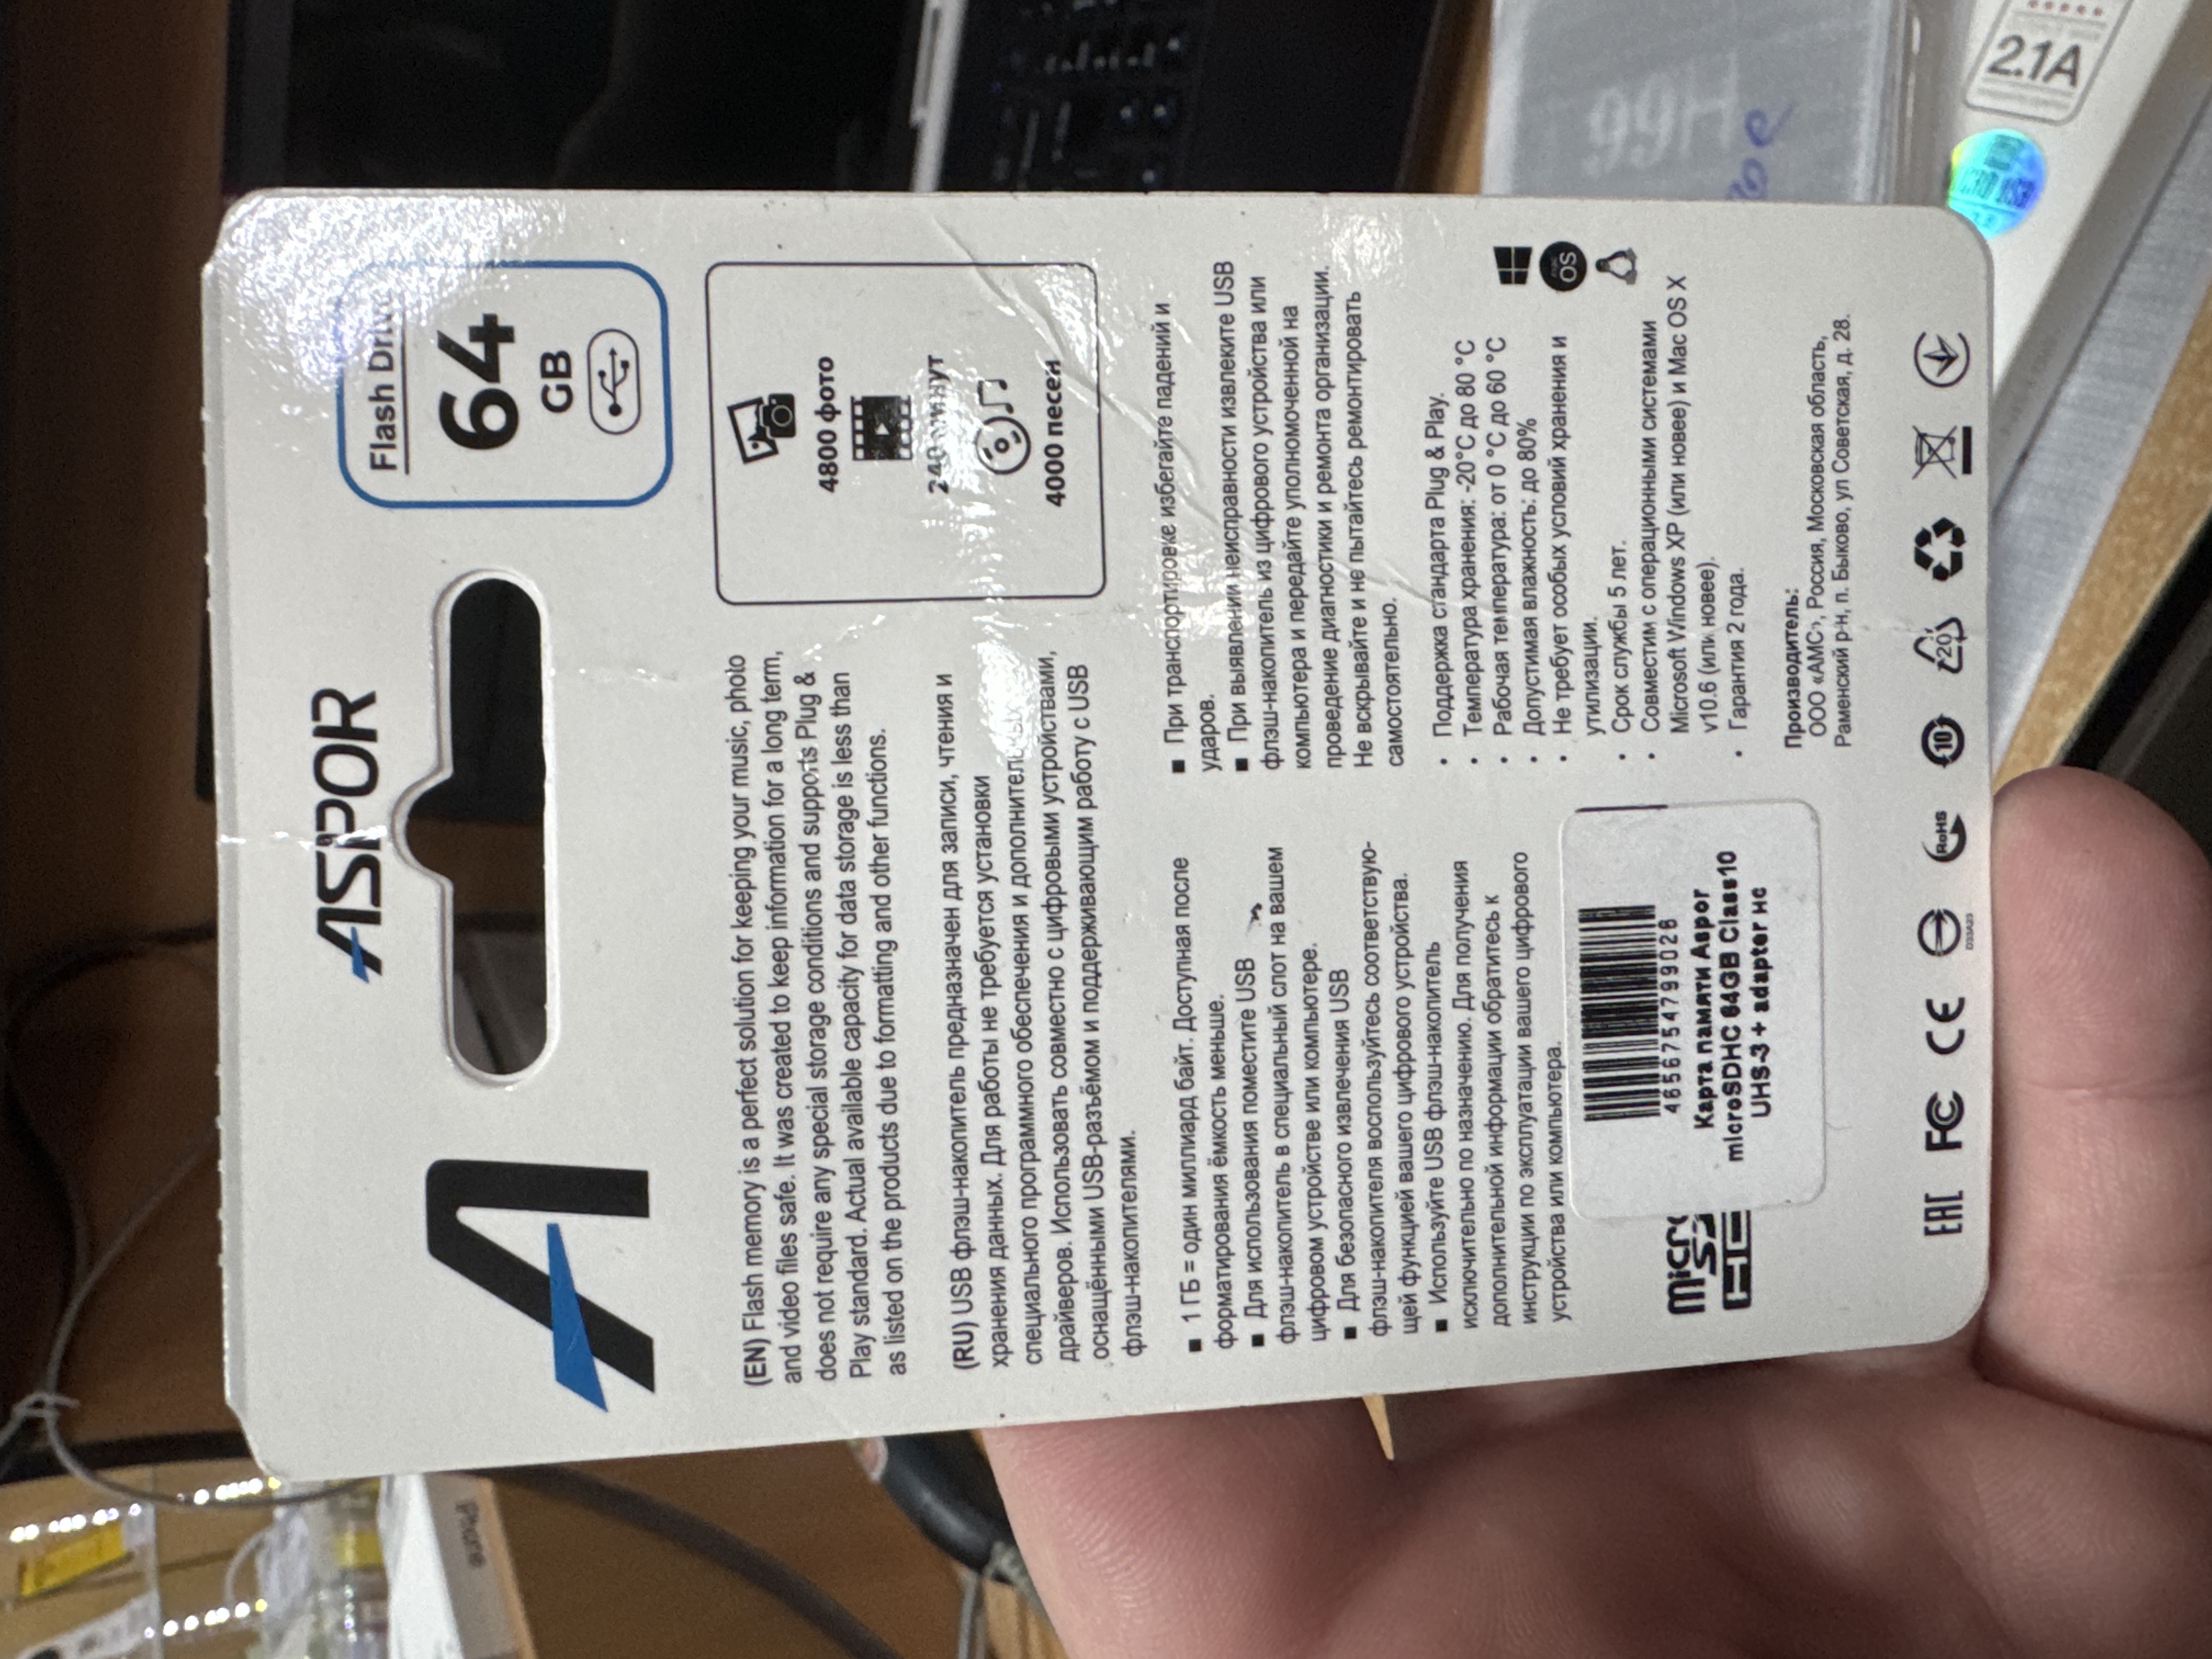 ASPOR
Flash Drive
64
GB
4800 фото
240 минут
4000 песен
(EN) Flash memory is a perfect solution for keeping your music, photo
and video files safe. It was created to keep information for a long term,
does not require any special storage conditions and supports Plug &
Play standard. Actual available capacity for data storage is less than
as listed on the products due to formatting and other functions.
(RU) USB флэш-накопитель предназначен для записи, чтения и
хранения данных. Для работы не требуется установки
специального программного обеспечения и дополнительных
драйверов. Использовать совместно с цифровыми устройствами,
оснащёнными USB-разъёмом и поддерживающим работу с USB
флэш-накопителями.
■ 1 ГБ = один миллиард байт. Доступная после
форматирования ёмкость меньше.
■ Для использования поместите USB
флэш-накопитель в специальный слот на вашем
цифровом устройстве или компьютере.
■ Для безопасного извлечения USB
флэш-накопителя воспользуйтесь соответствую-
щей функцией вашего цифрового устройства.
■ Используйте USB флэш-накопитель
исключительно по назначению. Для получения
дополнительной информации обратитесь к
инструкции по эксплуатации вашего цифрового
устройства или компьютера.
■ При транспортировке избегайте падений и
ударов.
■ При выявлении неисправности извлеките USB
флэш-накопитель из цифрового устройства или
компьютера и передайте уполномоченной на
проведение диагностики и ремонта организации.
Не вскрывайте и не пытайтесь ремонтировать
самостоятельно.
• Поддержка стандарта Plug & Play.
• Температура хранения: -20°C до 80 °C
• Рабочая температура: от 0 °C до 60 °C
• Допустимая влажность: до 80%
• Не требует особых условий хранения и
утилизации.
• Срок службы 5 лет.
• Совместим с операционными системами
Microsoft Windows XP (или новее) и Mac OS X
v10.6 (или новее).
• Гарантия 2 года.
OS
Производитель:
ООО «АМС», Россия, Московская область,
Раменский р-н, п. Быково, ул Советская, д. 28.
4656754799026
Карта памяти Aspor
microSDHC 64GB Class10
UHS-3 + adapter нс
micro
EAC FC CE RoHS 10 20
99H
2.1A
iPhone